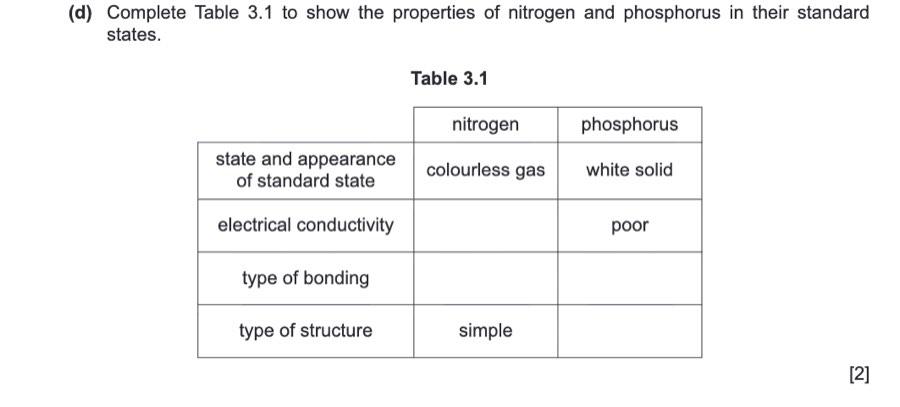 (d) Complete Table 3.1 to show the properties of nitrogen and phosphorus in their standard
states.
Table 3.1
nitrogen phosphorus
state and appearance
of standard state colourless gas white solid
electrical conductivity poor
type of bonding
type of structure simple
[2]